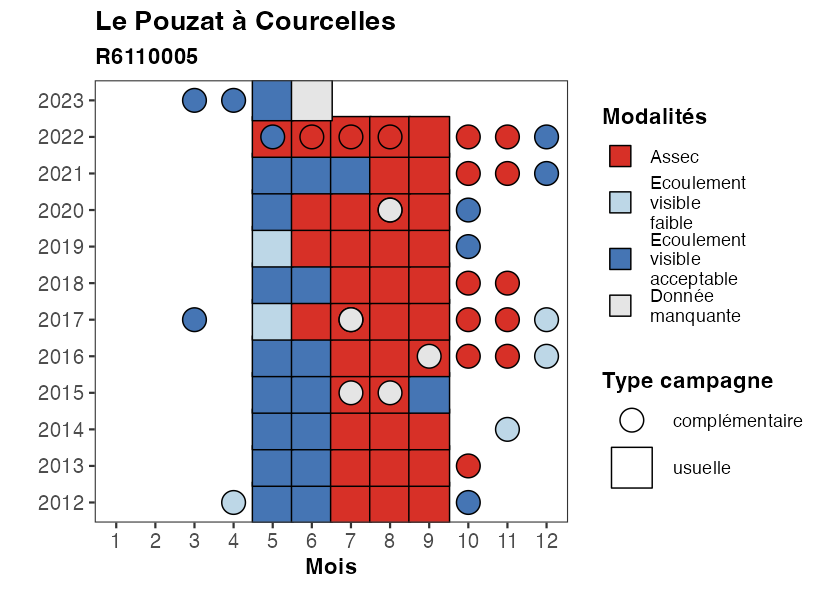 Le Pouzat à Courcelles
R6110005
2023
2022
2021
2020
2019
2018
2017
2016
2015
2014
2013
2012
1 2 3 4 5 6 7 8 9 10 11 12
Mois
Modalités
Assec
Ecoulement
visible
faible
Ecoulement
visible
acceptable
Donnée
manquante
Type campagne
complémentaire
usuelle